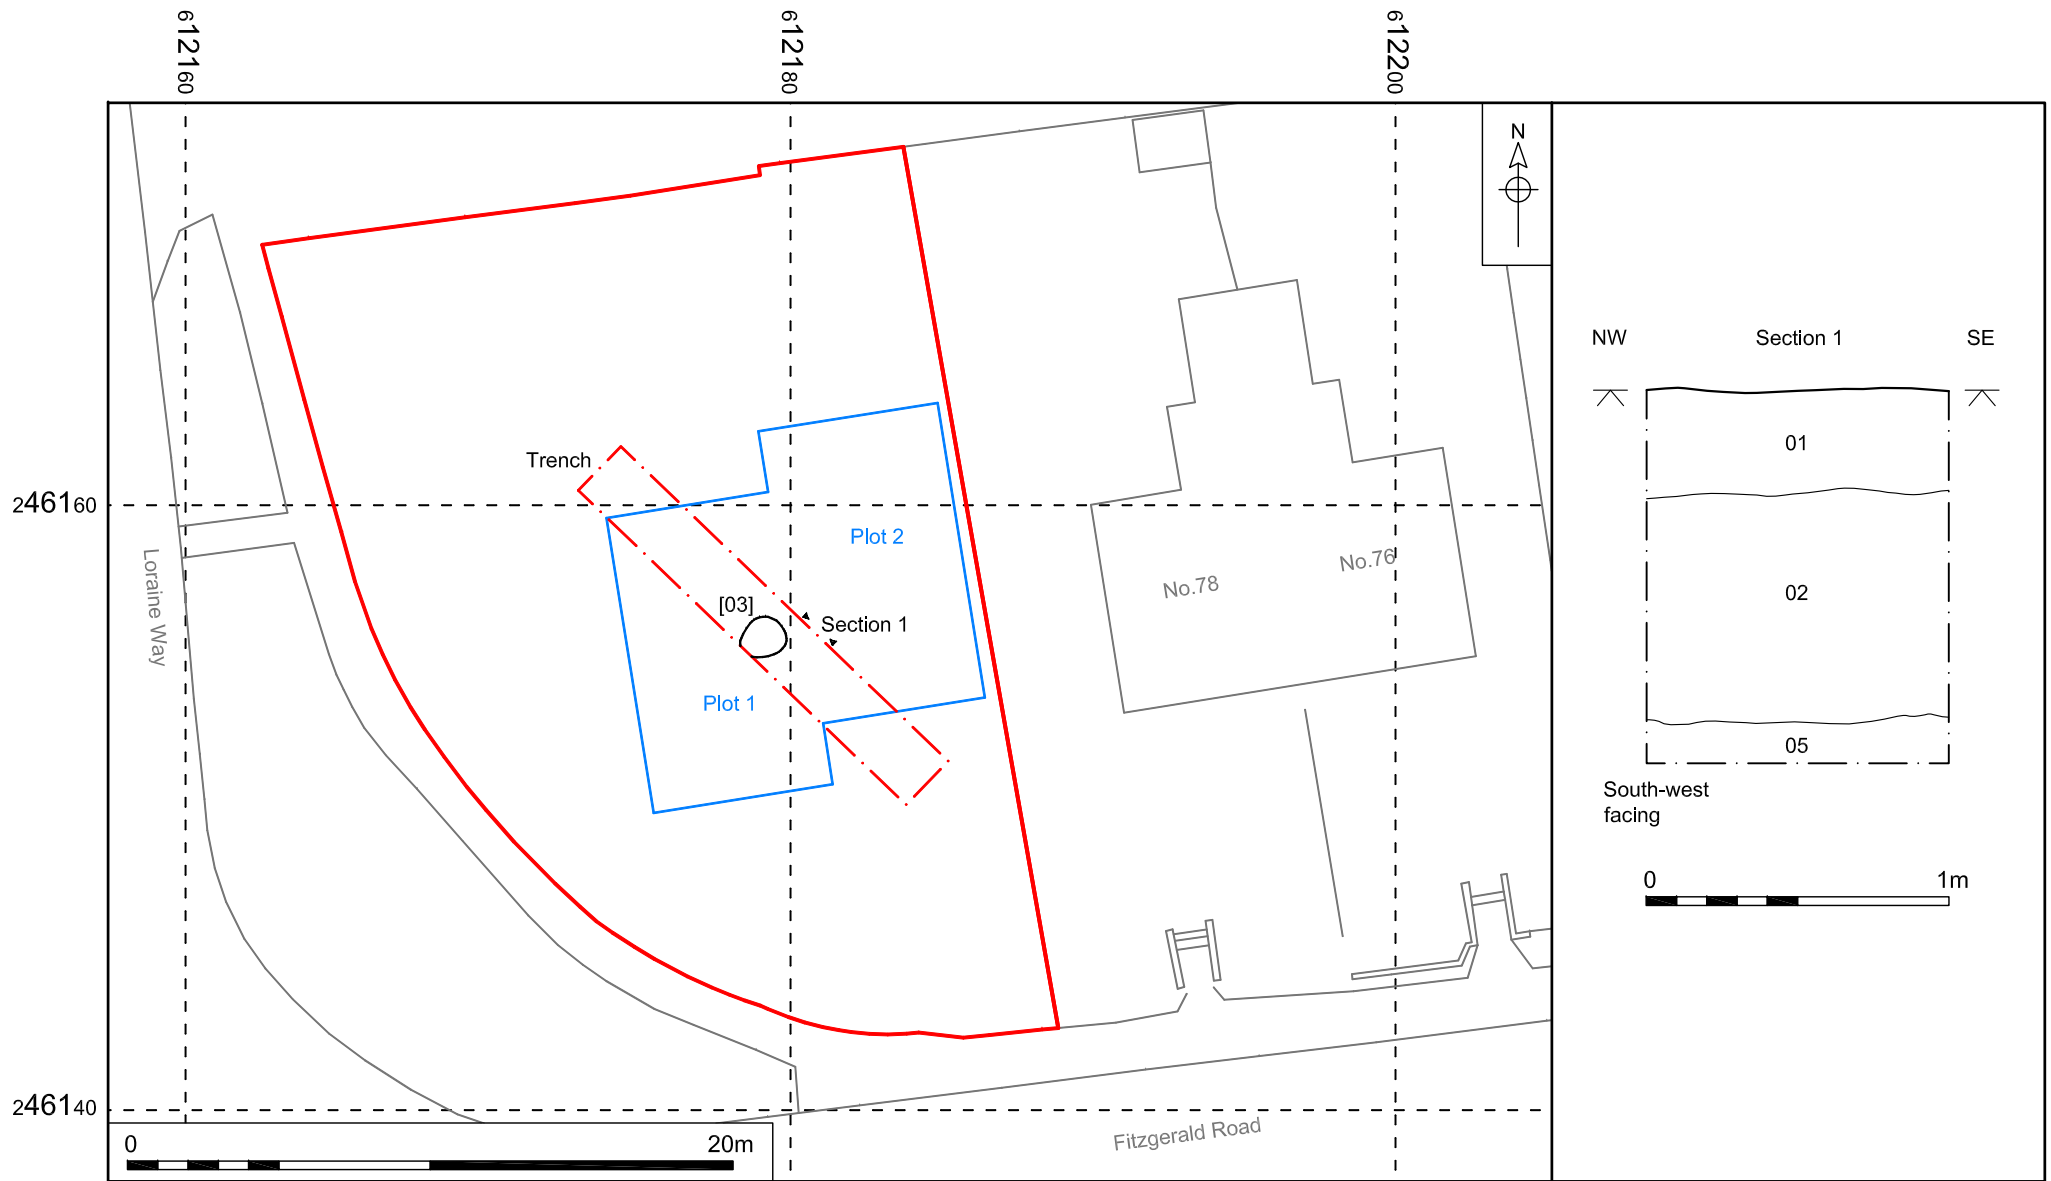 612160
612180
612200
N
NW
Section 1
SE
01
Trench
246160
Plot 2
Loraine Way
No.78
No.76
02
[03]
Section 1
Plot 1
05
South-west
facing
0
1m
246140
Fitzgerald Road
0
20m